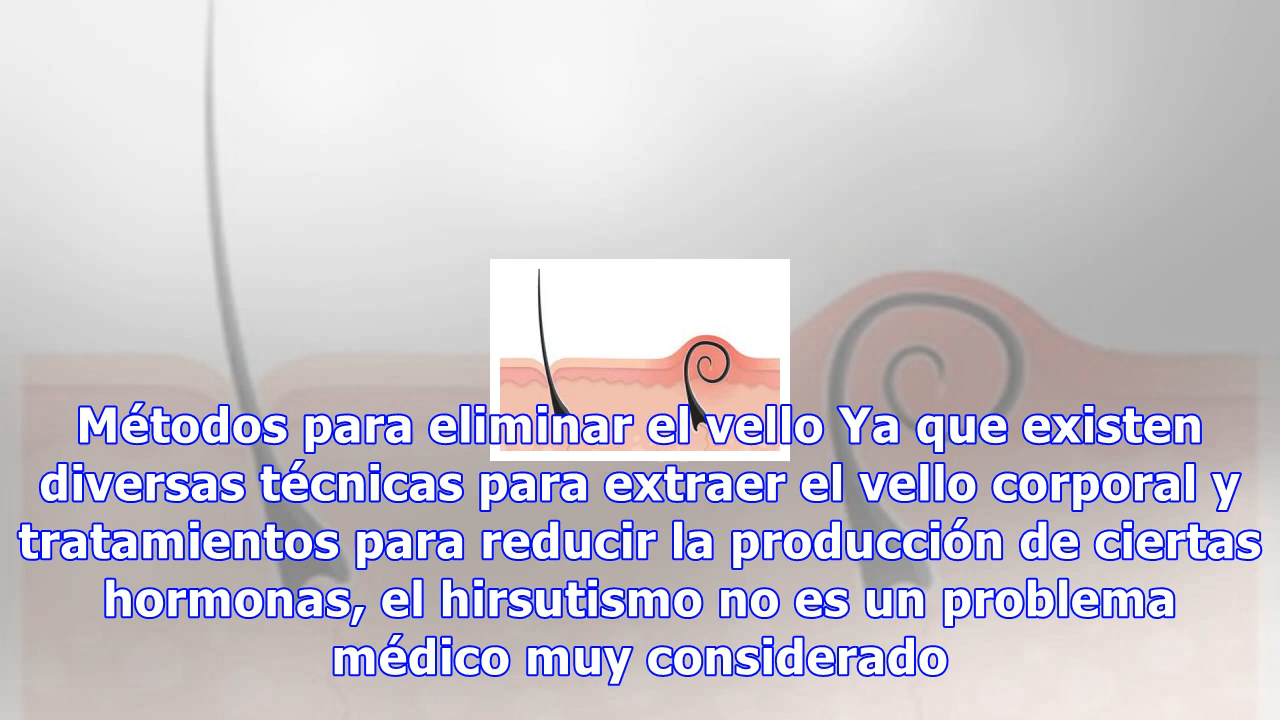 Métodos para eliminar el vello Ya que existen
diversas técnicas para extraer el vello corporal y
tratamientos para reducir la producción de ciertas
hormonas, el hirsutismo no es un problema
médico muy considerado